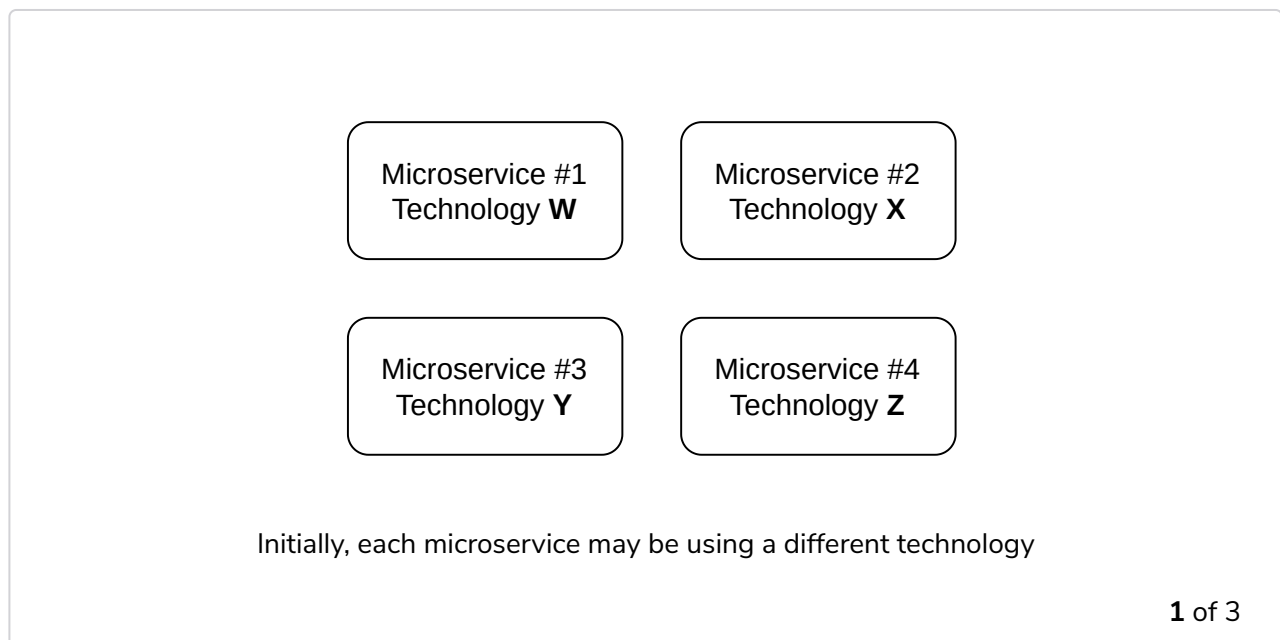 Microservice #1
Technology W
Microservice #2
Technology X
Microservice #3
Technology Y
Microservice #4
Technology Z
Initially, each microservice may be using a different technology
1 of 3